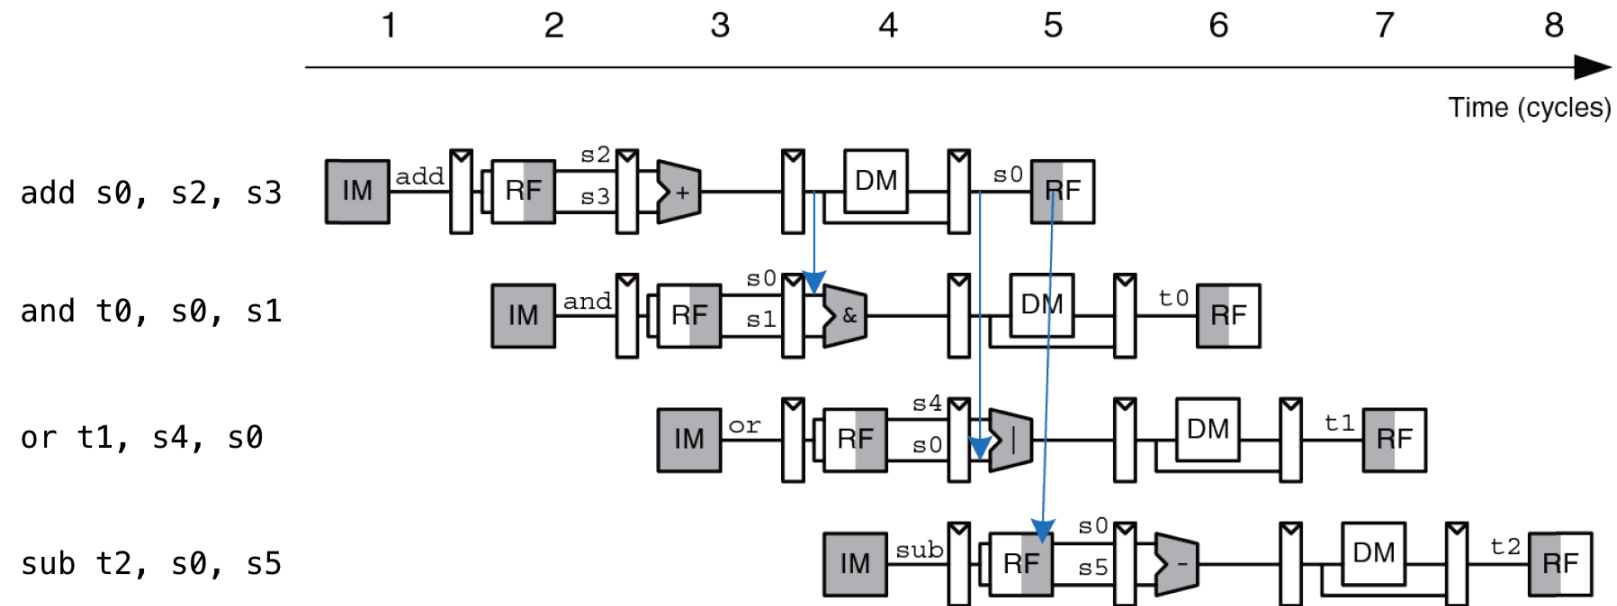 1 2 3 4 5 6 7 8
Time (cycles)
add s0, s2, s3 IM add RF s2 s3 + DM s0 RF
and t0, s0, s1 IM and RF s0 s1 & DM t0 RF
or t1, s4, s0 IM or RF s4 s0 | DM t1 RF
sub t2, s0, s5 IM sub RF s0 s5 - DM t2 RF